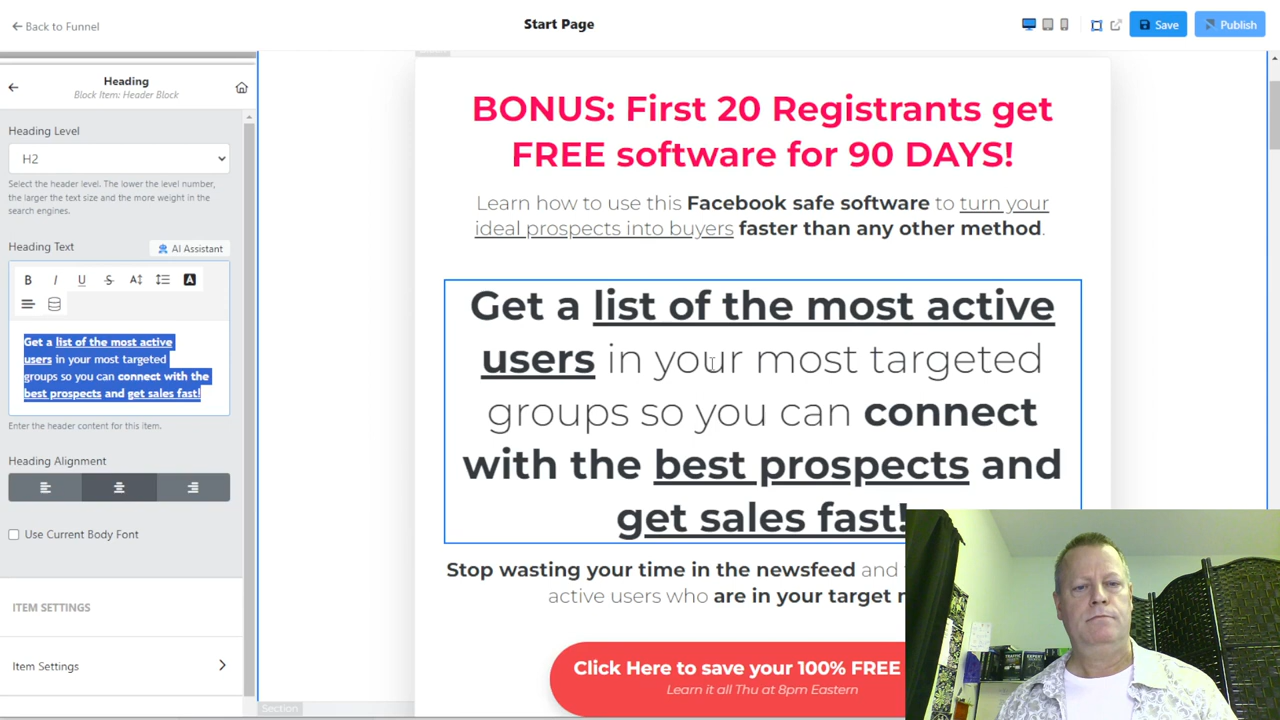 Back to Funnel
Start Page
Save
Publish
Heading
Block Item: Header Block
Heading Level
H2
Select the header level. The lower the level number,
the larger the text size and the more weight in the
search engines.
Heading Text
AI Assistant
B I U S A A
Get a list of the most active
users in your most targeted
groups so you can connect with the
best prospects and get sales fast!
Enter the header content for this item.
Heading Alignment
Use Current Body Font
ITEM SETTINGS
Item Settings
BONUS: First 20 Registrants get
FREE software for 90 DAYS!
Learn how to use this Facebook safe software to turn your
ideal prospects into buyers faster than any other method.
Get a list of the most active
users in your most targeted
groups so you can connect
with the best prospects and
get sales fast!
Stop wasting your time in the newsfeed and
active users who are in your target
Click Here to save your 100% FREE
Learn it all Thu at 8pm Eastern
Section